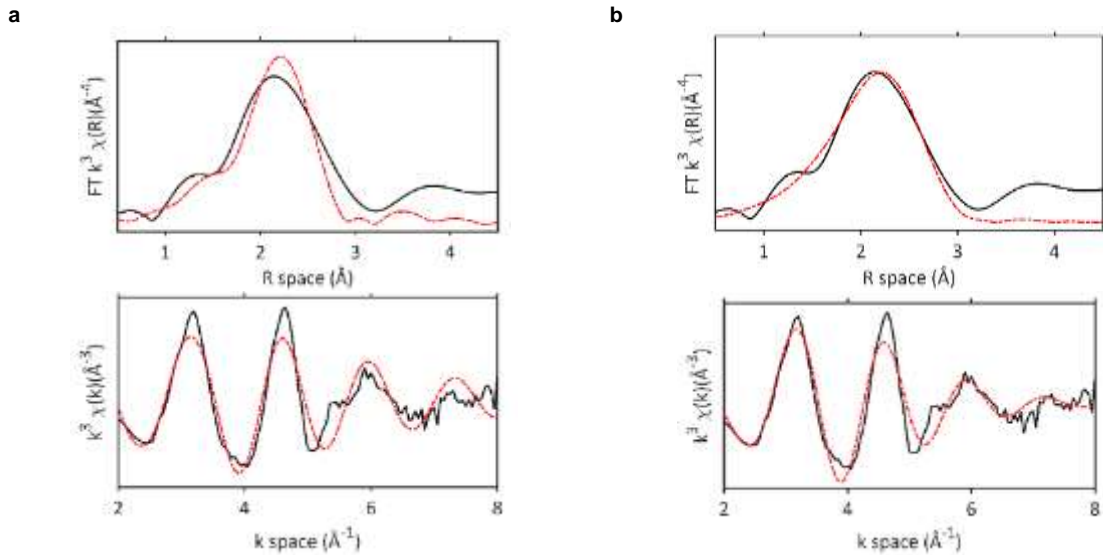 a
b
FT k³ χ(R)(Å⁻⁴)
1 2 3 4
R space (Å)
FT k³ χ(R)(Å⁻⁴]
1 2 3 4
R space (Å)
k³ χ(k)(Å⁻³)
2 4 6 8
k space (Å⁻¹)
k³ χ(k)(Å⁻³)
2 4 6 8
k space (Å⁻¹)